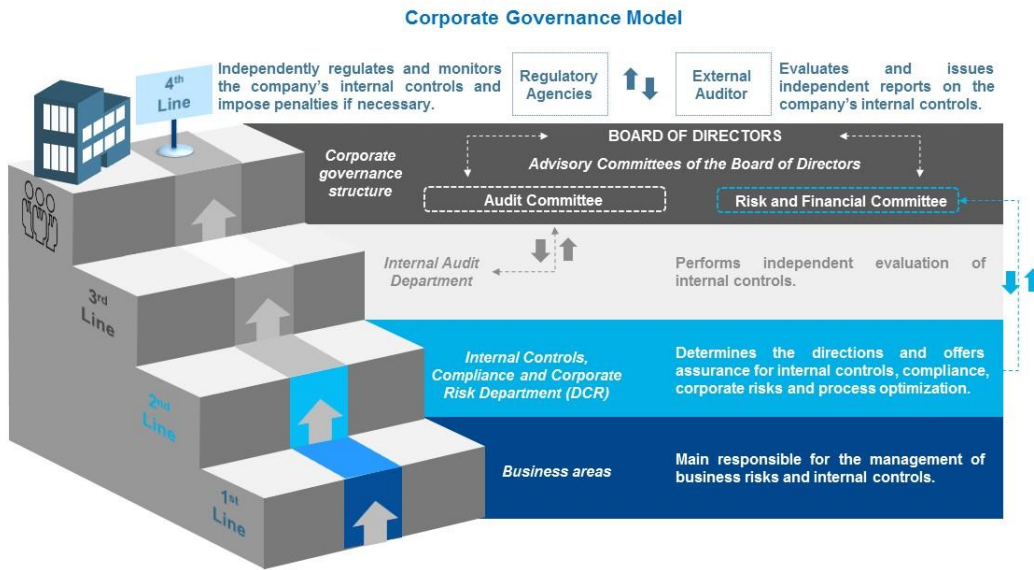 Corporate Governance Model
4th
Line
Independently regulates and monitors
the company's internal controls and
impose penalties if necessary.
Regulatory
Agencies
External
Auditor
Evaluates and issues
independent reports on the
company's internal controls.
Corporate
governance
structure
BOARD OF DIRECTORS
Advisory Committees of the Board of Directors
Audit Committee
Risk and Financial Committee
3rd
Line
Internal Audit
Department
Performs independent evaluation of
internal controls.
2nd
Line
Internal Controls,
Compliance and Corporate
Risk Department (DCR)
Determines the directions and offers
assurance for internal controls, compliance,
corporate risks and process optimization.
1st
Line
Business areas
Main responsible for the management of
business risks and internal controls.